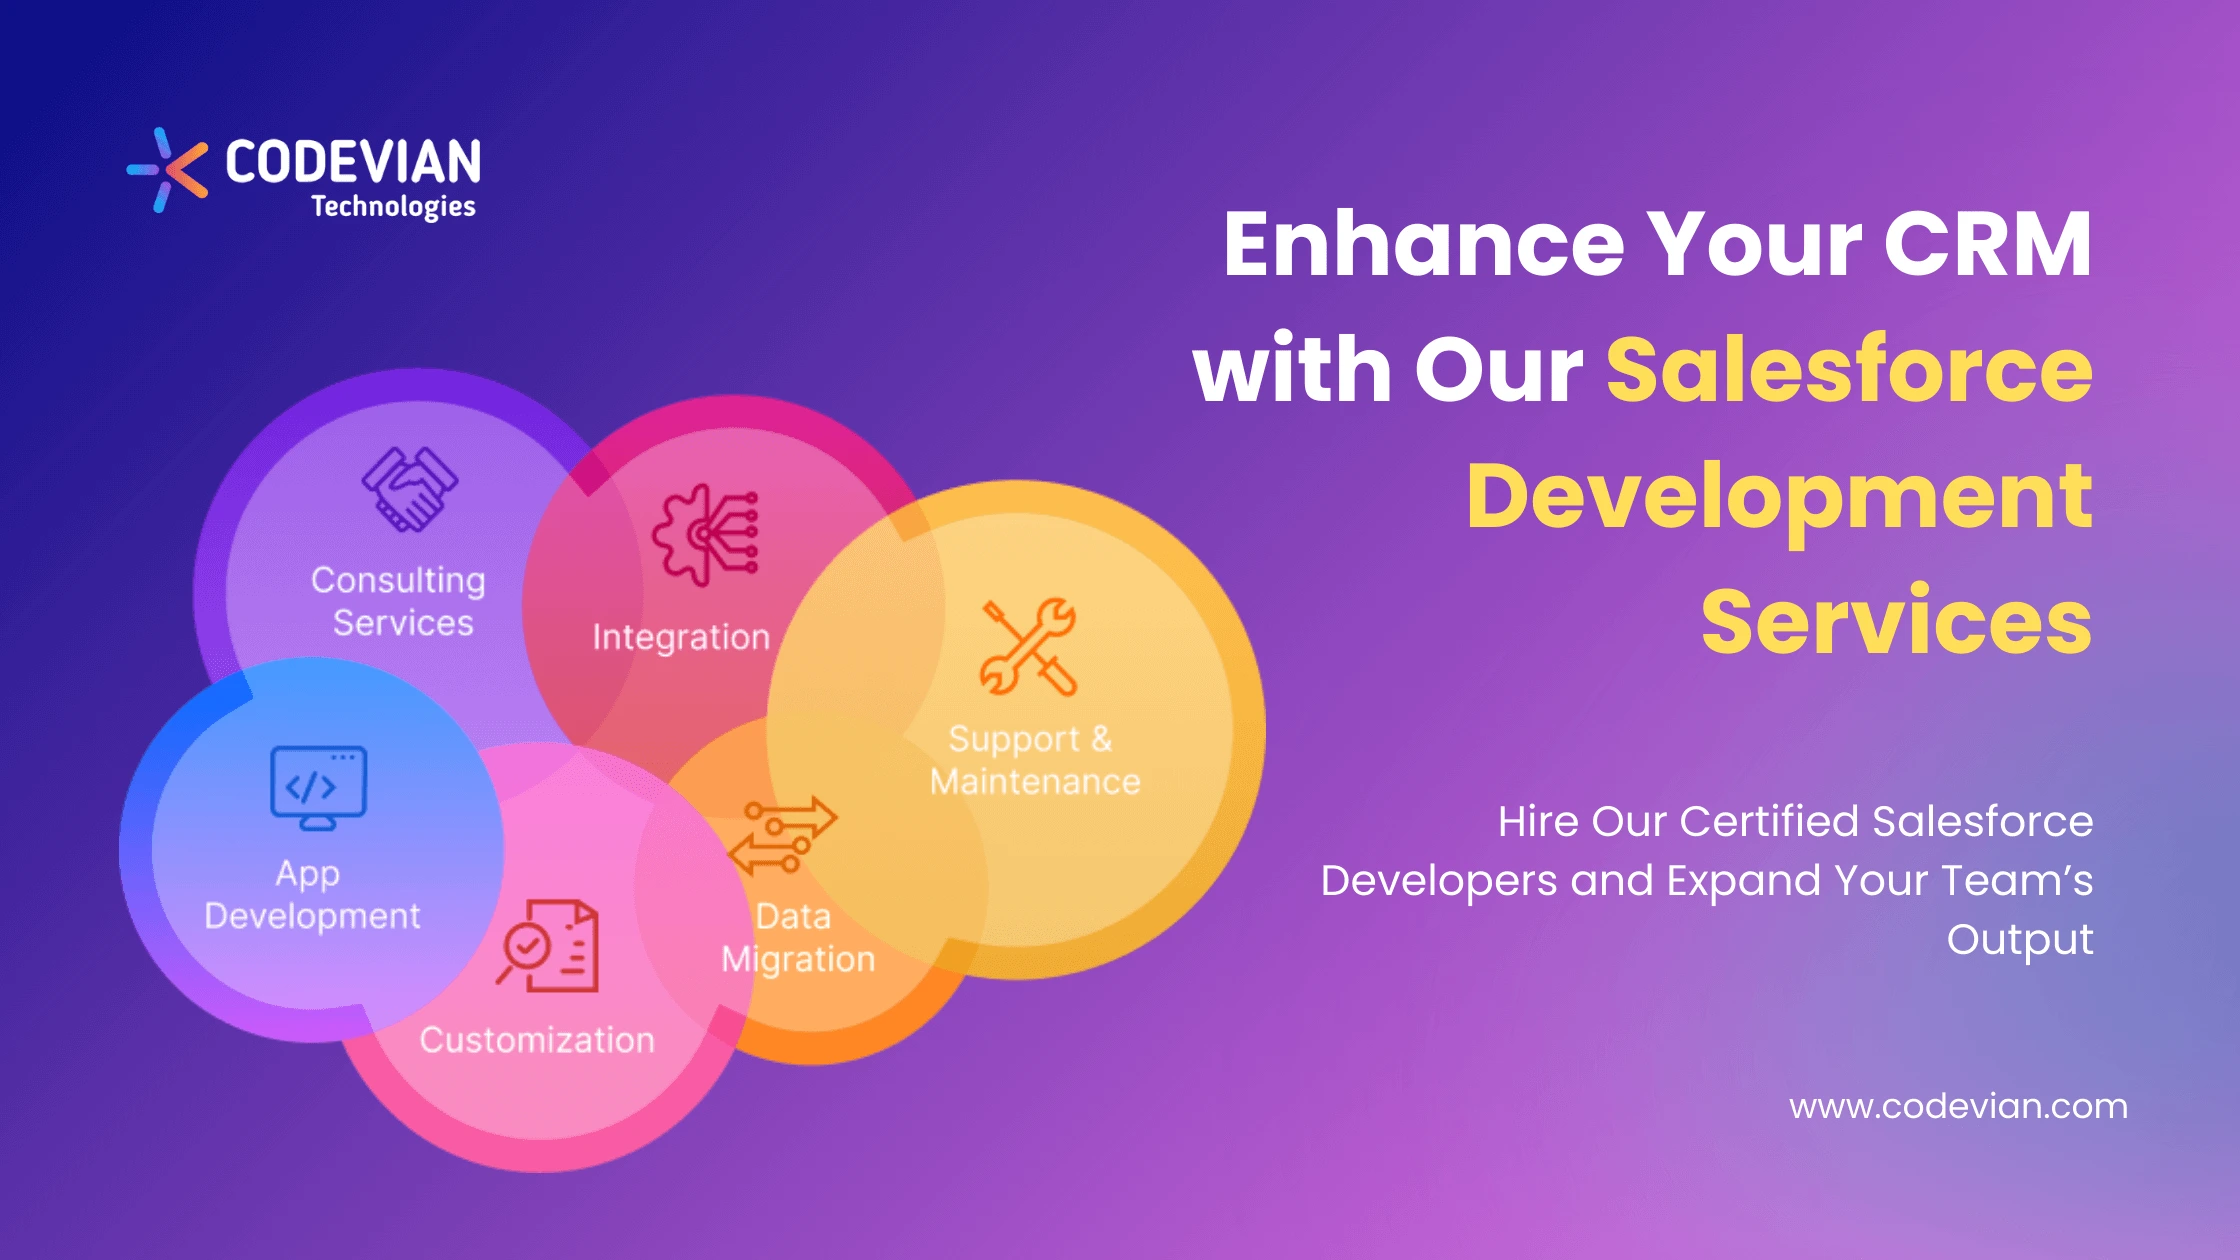 CODEVIAN
Technologies
Enhance Your CRM
with Our Salesforce
Development
Services
Consulting
Services
Integration
Support &
Maintenance
App
Development
Customization
Data
Migration
Hire Our Certified Salesforce
Developers and Expand Your Team’s
Output
www.codevian.com